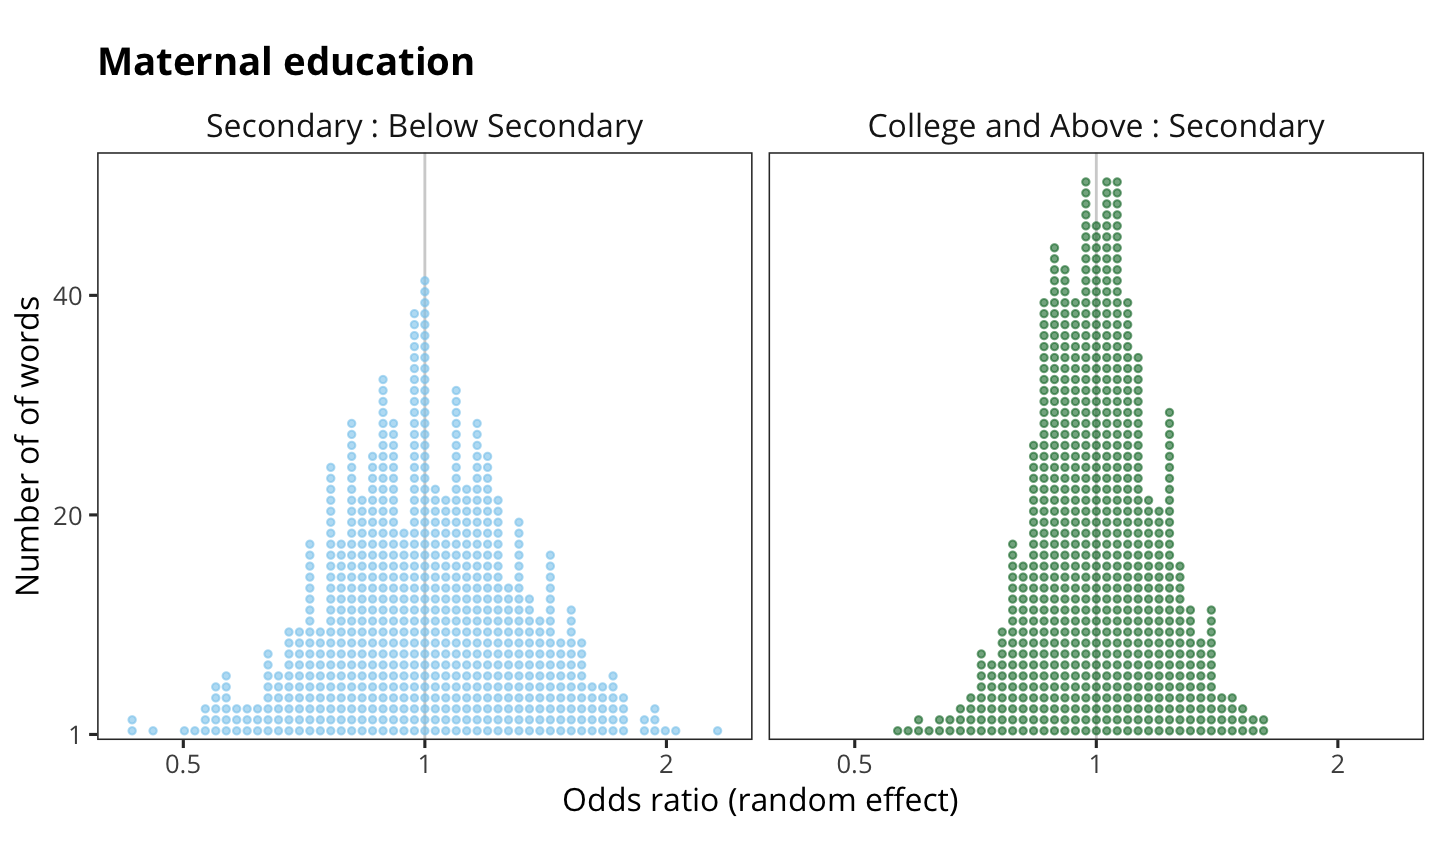 Maternal education
Secondary : Below Secondary
College and Above : Secondary
Number of of words
40
20
1
0.5
1
2
0.5
1
2
Odds ratio (random effect)